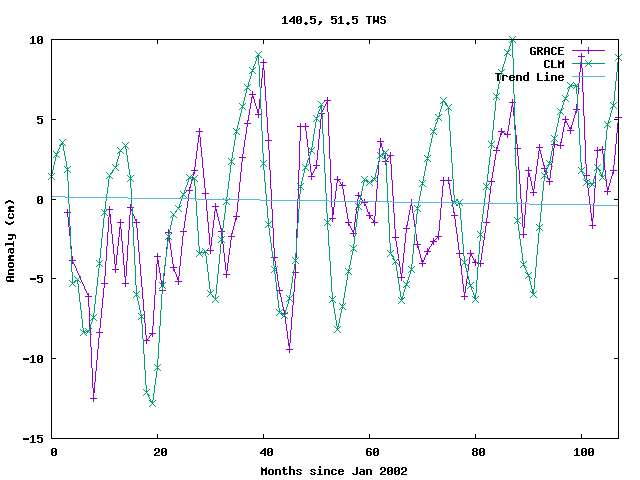 140.5, 51.5 TWS
GRACE
CLM
Trend Line
10
5
0
-5
-10
-15
Anomaly (cm)
0 20 40 60 80 100
Months since Jan 2002